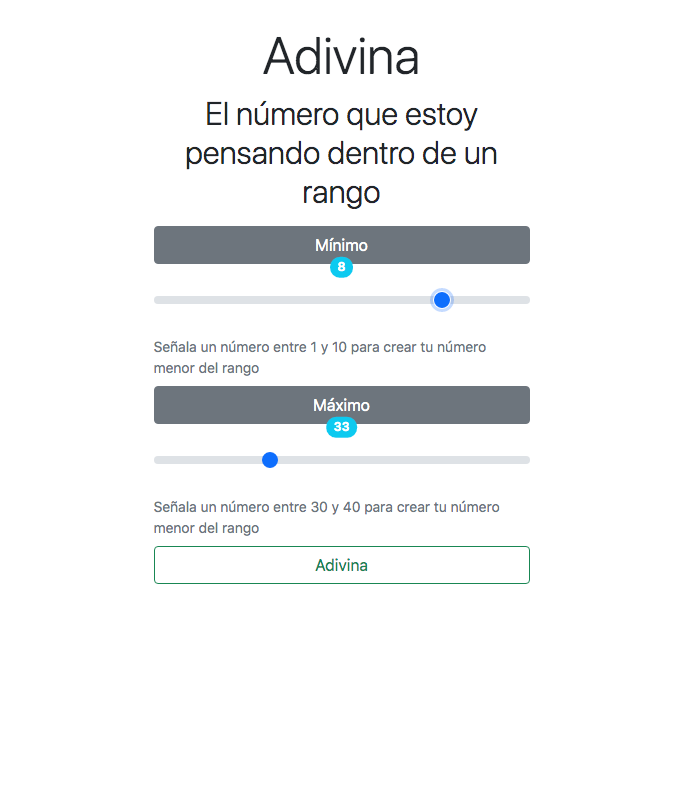 Adivina
El número que estoy
pensando dentro de un
rango
Mínimo
8
Señala un número entre 1 y 10 para crear tu número
menor del rango
Máximo
33
Señala un número entre 30 y 40 para crear tu número
menor del rango
Adivina